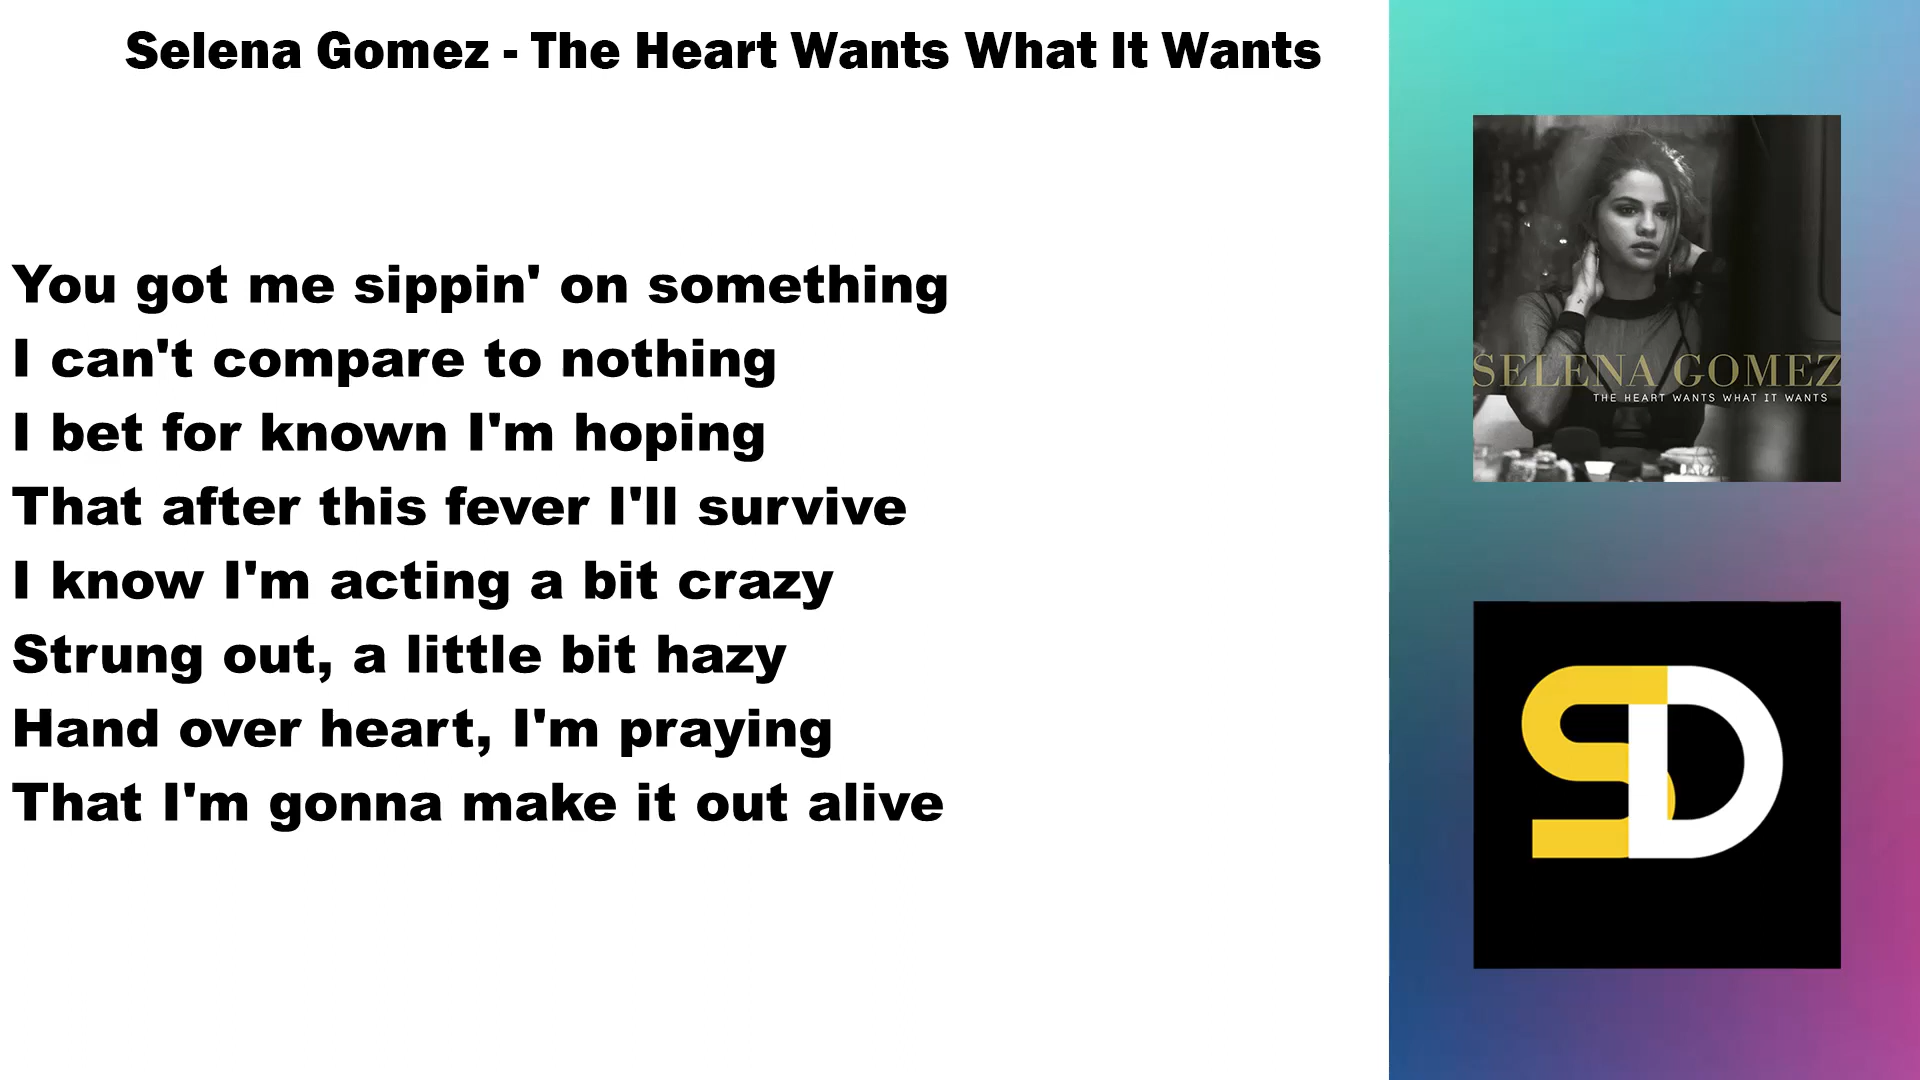 Selena Gomez - The Heart Wants What It Wants
You got me sippin' on something
I can't compare to nothing
I bet for known I'm hoping
That after this fever I'll survive
I know I'm acting a bit crazy
Strung out, a little bit hazy
Hand over heart, I'm praying
That I'm gonna make it out alive
SELENA GOMEZ
THE HEART WANTS WHAT IT WANTS
SD